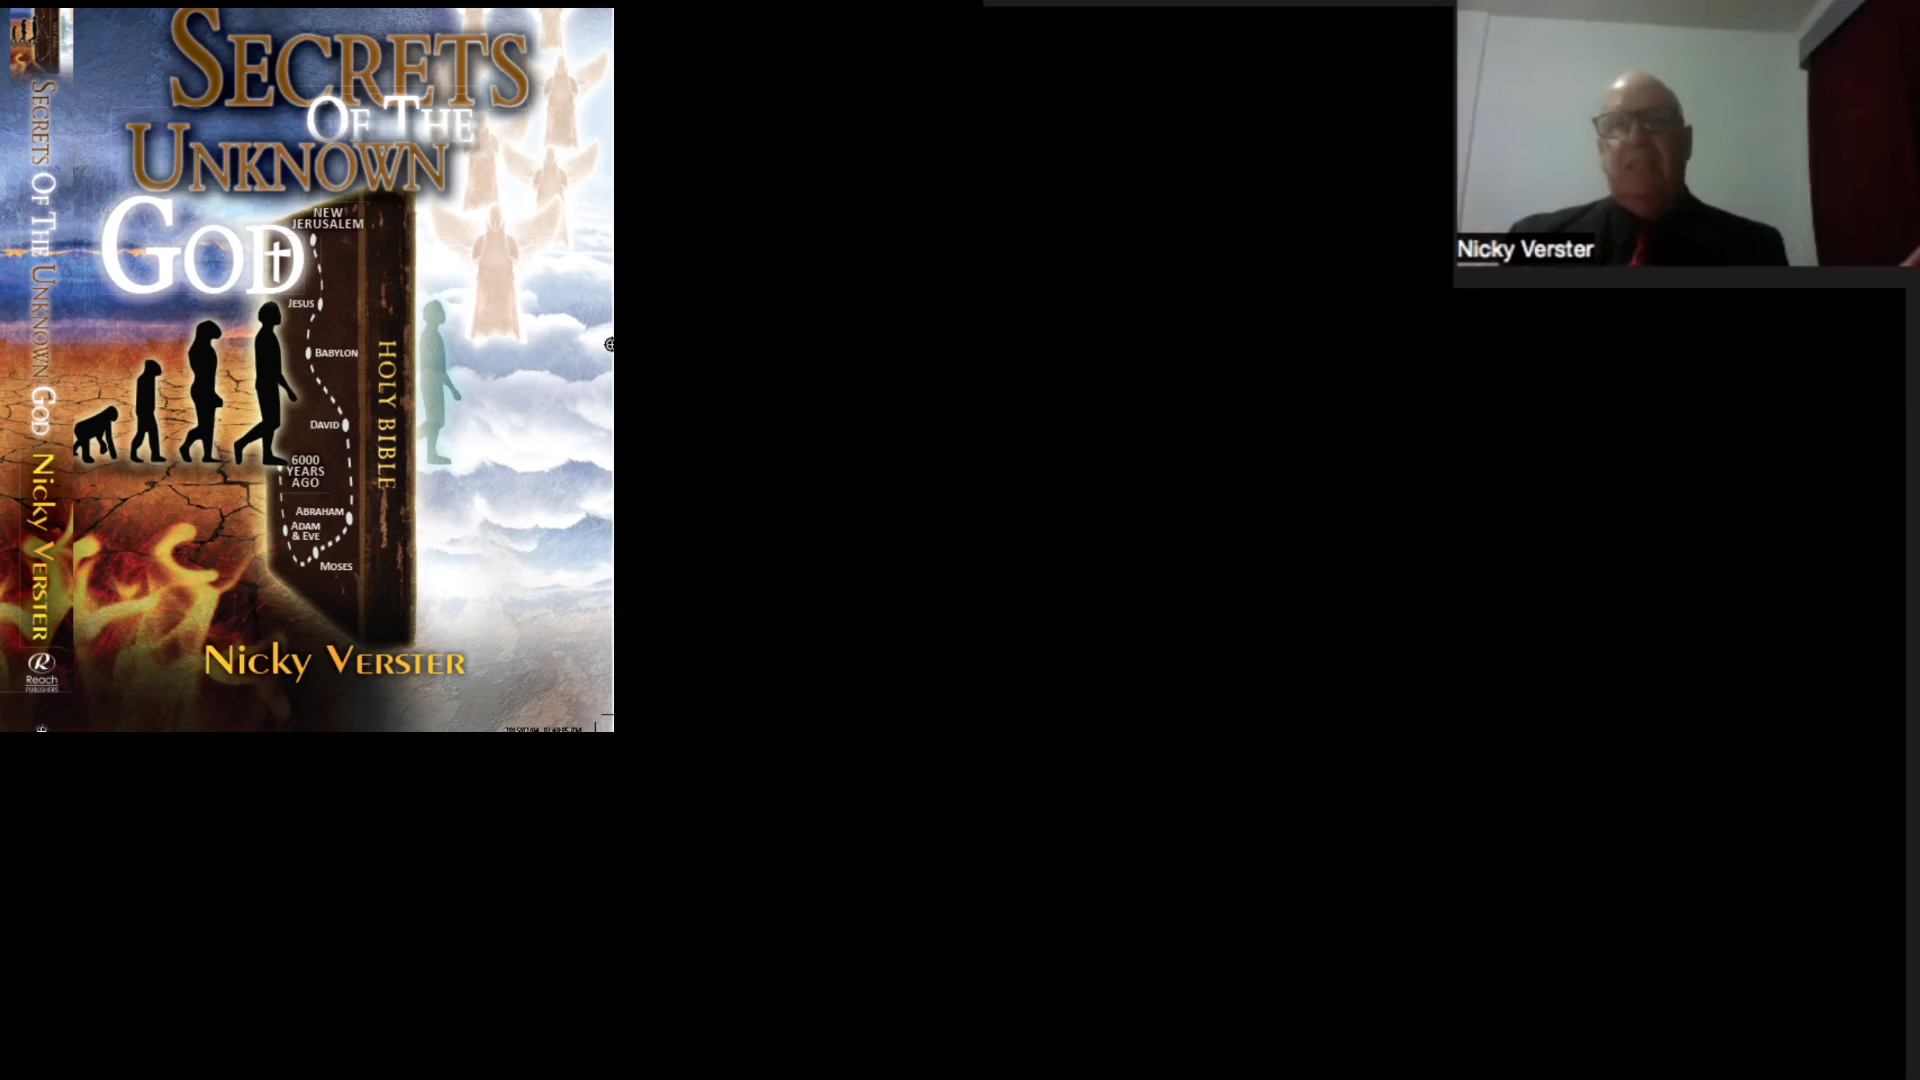 SECRETS
OF THE
UNKNOWN
GOD
NEW
JERUSALEM
JESUS
BABYLON
DAVID
6000
YEARS
AGO
ABRAHAM
ADAM
& EVE
MOSES
HOLY BIBLE
Nicky VERSTER
SECRETS OF THE UNKNOWN GOD Nicky VERSTER
R
Reach
PUBLISHERS
Nicky Verster